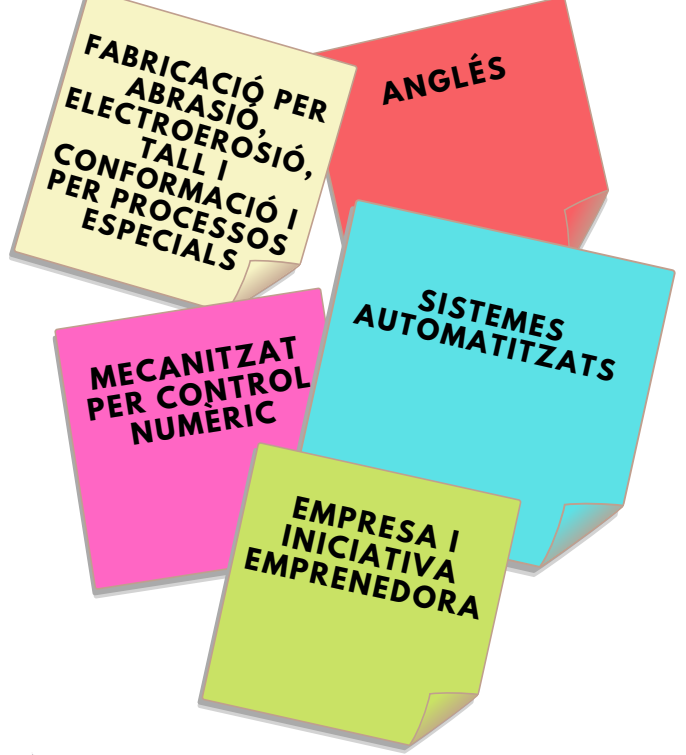 FABRICACIÓ PER
ABRASIÓ,
ELECTROEROSIÓ,
TALL I
CONFORMACIÓ I
PER PROCESSOS
ESPECIALS
ANGLÉS
SISTEMES
AUTOMATITZATS
MECANITZAT
PER CONTROL
NUMÈRIC
EMPRESA I
INICIATIVA
EMPRENEDORA